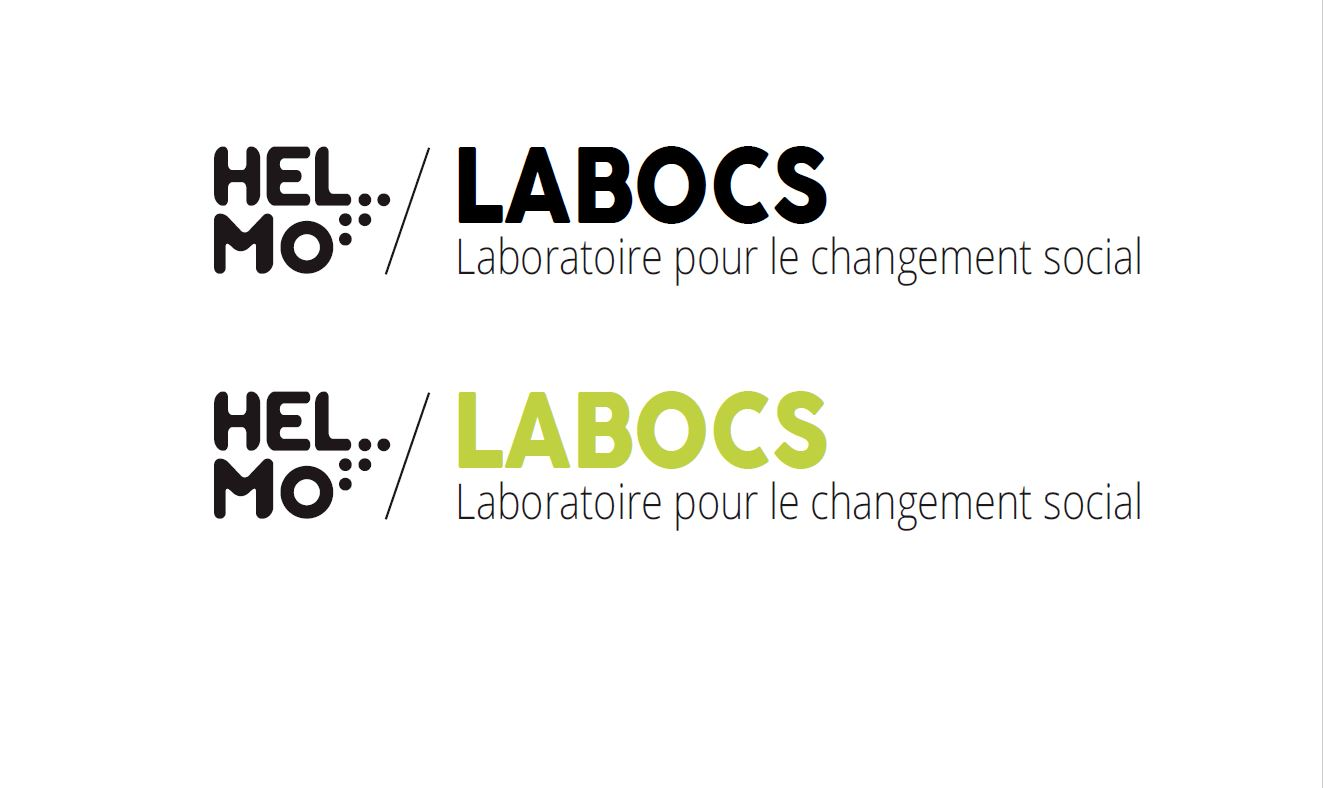 HEL
MO
LABOCS
Laboratoire pour le changement social
HEL
MO
LABOCS
Laboratoire pour le changement social